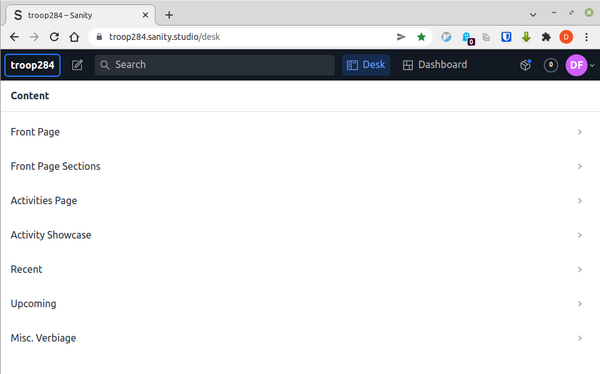 troop284 – Sanity
troop284.sanity.studio/desk
0
D
troop284
Search
Desk
Dashboard
0
DF
Content
Front Page
Front Page Sections
Activities Page
Activity Showcase
Recent
Upcoming
Misc. Verbiage